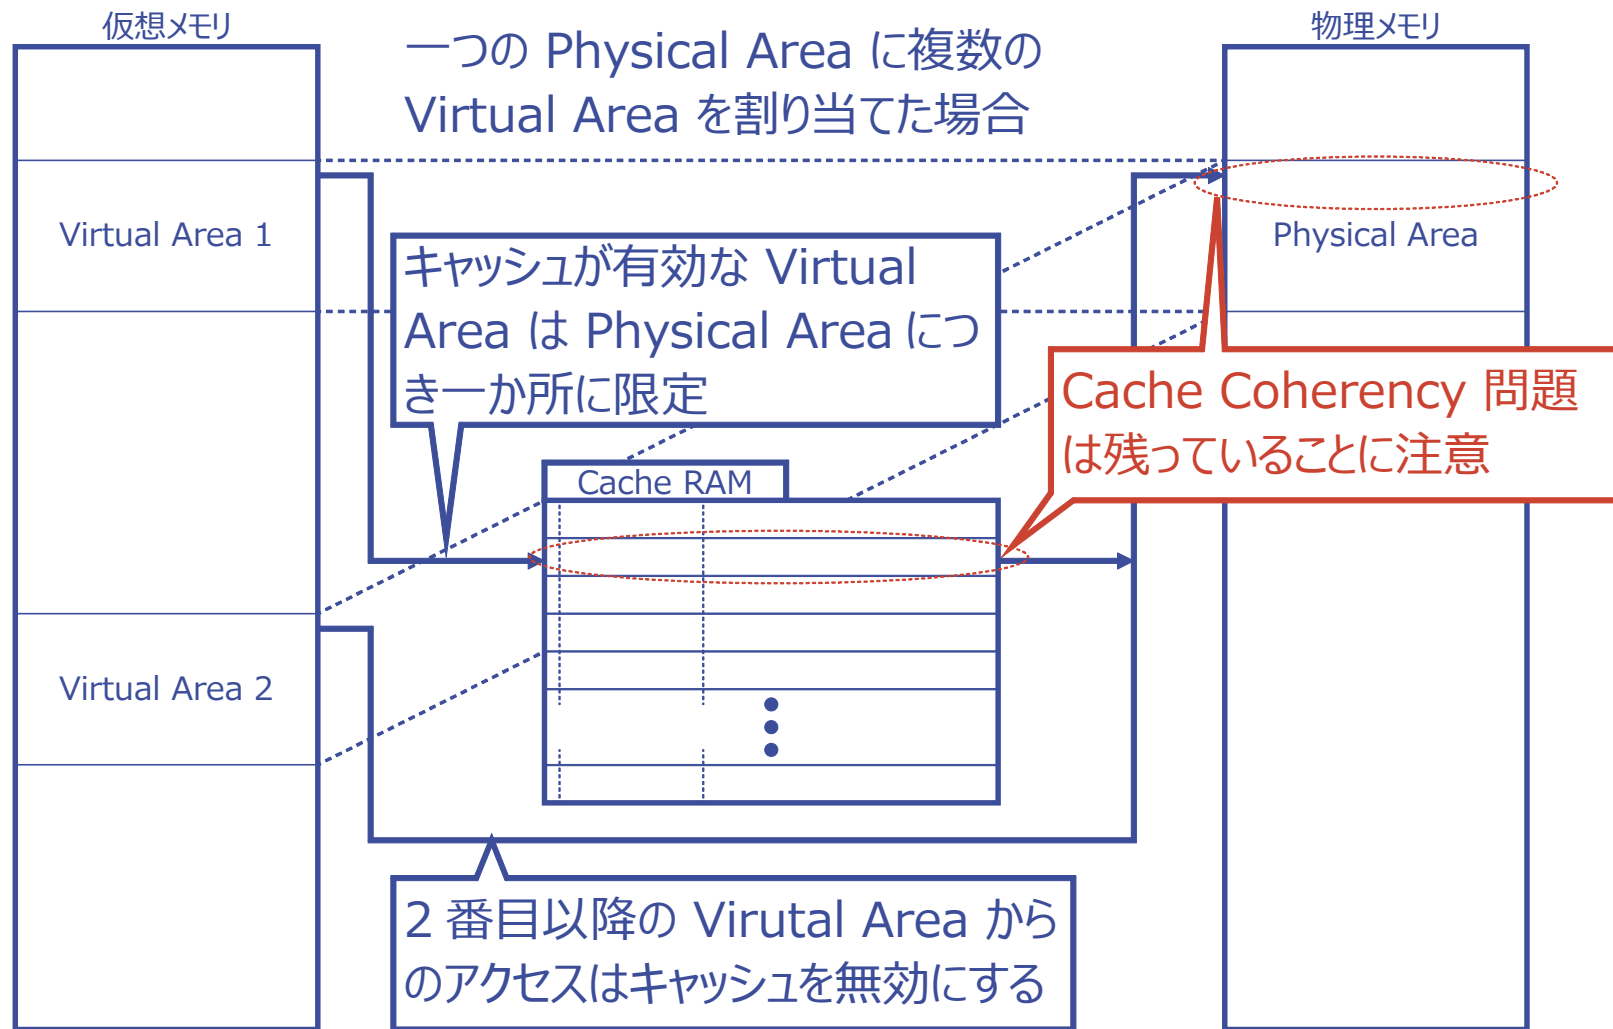 仮想メモリ
一つの Physical Area に複数の
Virtual Area を割り当てた場合
物理メモリ
Virtual Area 1
キャッシュが有効な Virtual
Area は Physical Area につ
き一か所に限定
Physical Area
Cache Coherency 問題
は残っていることに注意
Cache RAM
Virtual Area 2
2 番目以降の Virutal Area から
のアクセスはキャッシュを無効にする